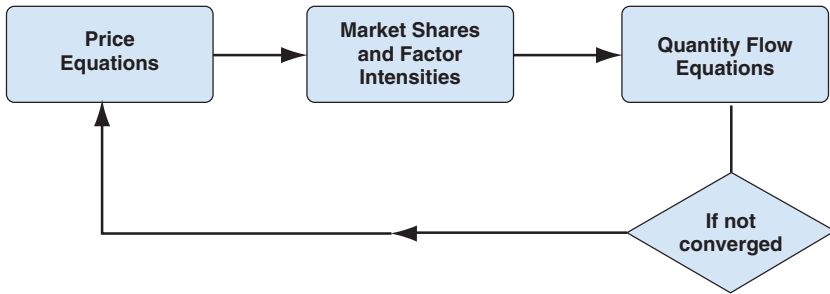 Price
Equations
Market Shares
and Factor
Intensities
Quantity Flow
Equations
If not
converged